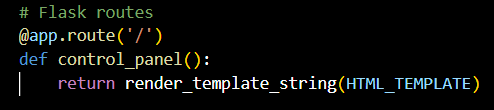 # Flask routes
@app.route('/')
def control_panel():
    return render_template_string(HTML_TEMPLATE)